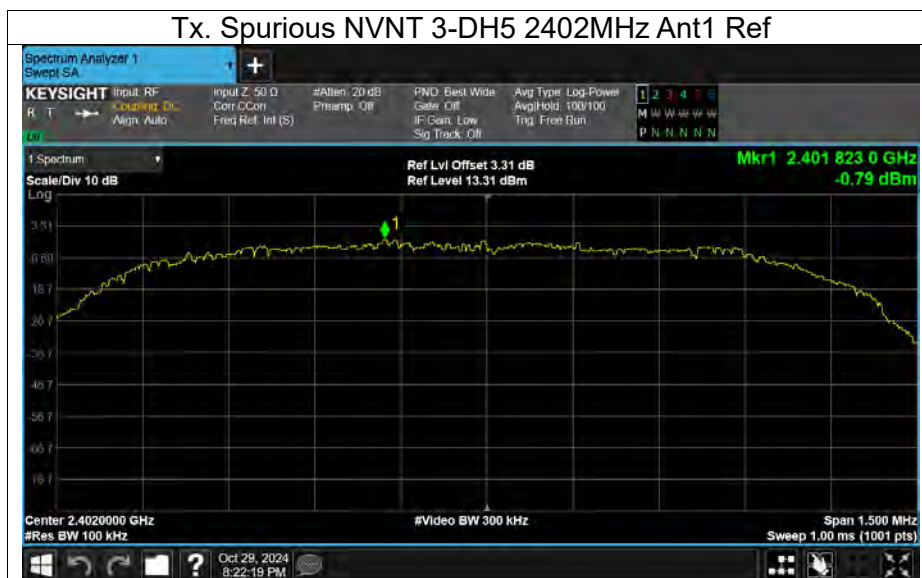 Tx. Spurious NVNT 3-DH5 2402MHz Ant1 Ref
Spectrum Analyzer 1
Swept SA
+
KEYSIGHT Input: RF Input Z: 50 Ω #Atten: 20 dB PNO: Best Wide Avg Type: Log-Power 1 2 3 4 5 6
R T Coupling: DC Corr CCorr Preamp: Off Gate: Off Avg|Hold: 100/100 M W W W W W
Align: Auto Freq Ref: Int (S) IF Gain: Low Trig: Free Run P N N N N N
Sig Track: Off
1 Spectrum
Ref Lvl Offset 3.31 dB
Mkr1 2.401 823 0 GHz
Scale/Div 10 dB Ref Level 13.31 dBm -0.79 dBm
Log
3.31
1
-6.69
-16.7
-26.7
-36.7
-46.7
-56.7
-66.7
-76.7
Center 2.4020000 GHz #Video BW 300 kHz Span 1.500 MHz
#Res BW 100 kHz Sweep 1.00 ms (1001 pts)
? Oct 29, 2024
8:22:19 PM